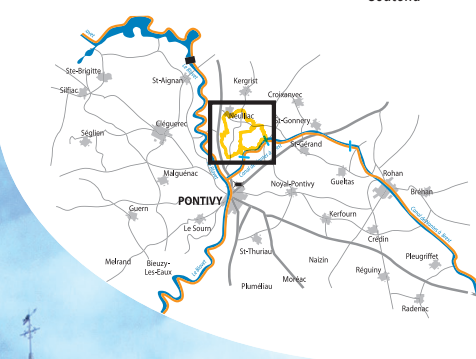 Ste-Brigitte
Silfiac
St-Aignan
Kergrist
Croixanvec
Neulliac
St-Gonnery
Cléguerec
Séglien
St-Gérand
Malguénac
Gueltas
Rohan
Bréhan
Noyal-Pontivy
PONTIVY
Guern
Le Sourn
Kerfourn
Crédin
Pleugriffet
Melrand
Bieuzy-
Les-Eaux
Le Blavet
St-Thuriau
Naizin
Réguiny
Moréac
Pluméliau
Radenac